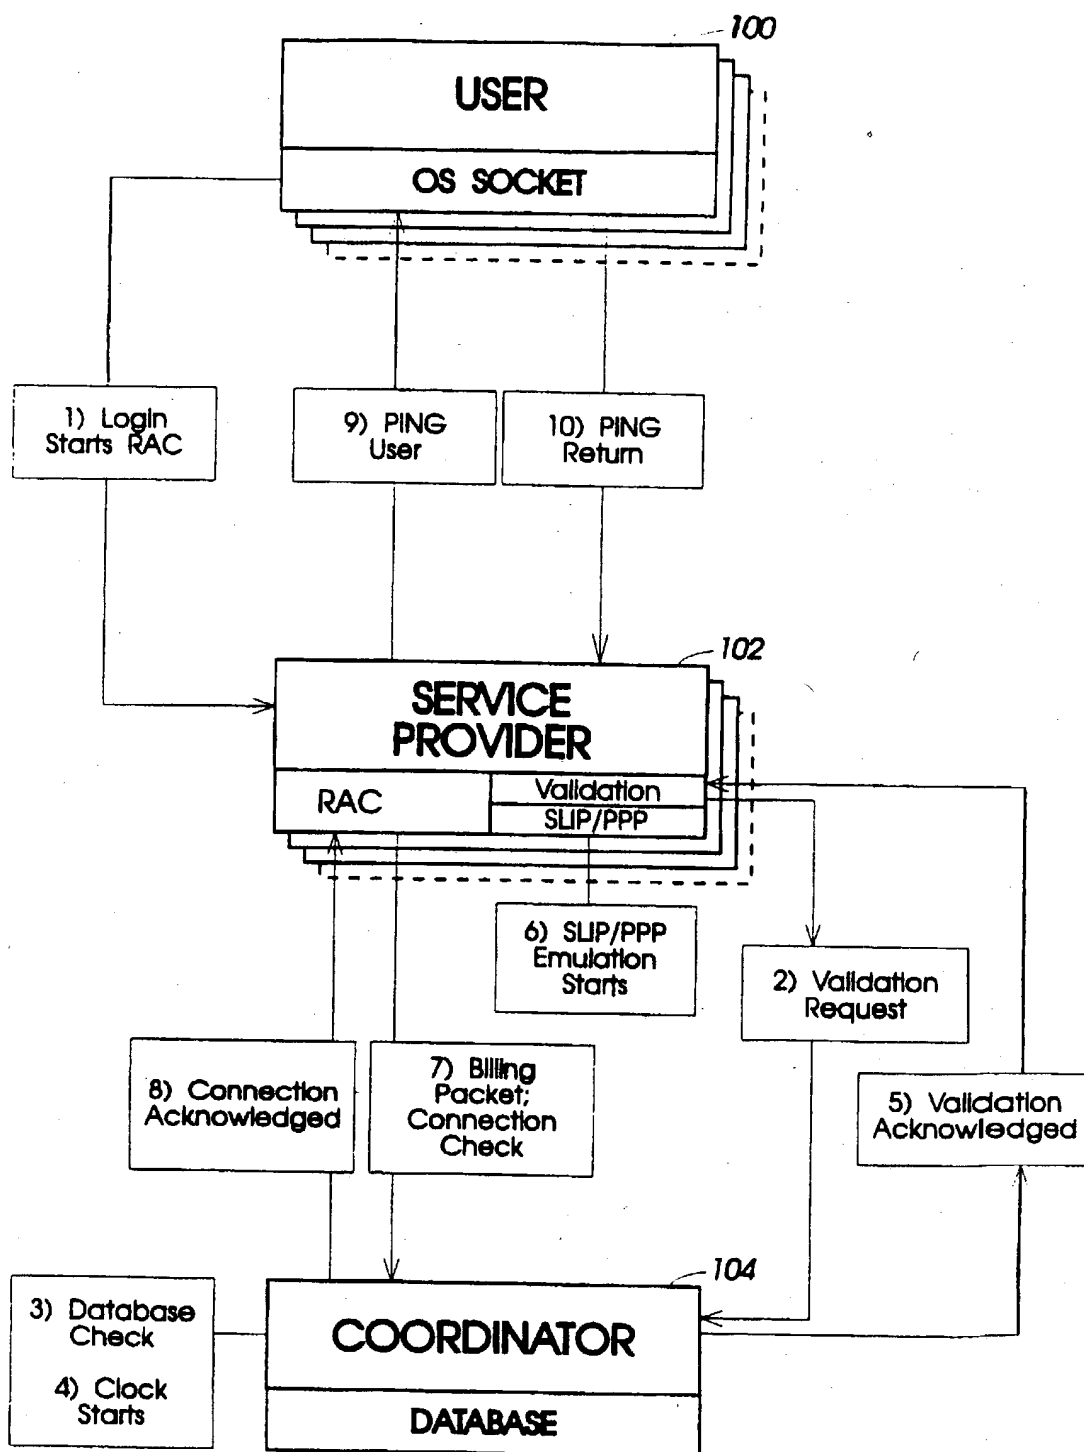 100
USER
OS SOCKET
1) Login
Starts RAC
9) PING
User
10) PING
Return
102
SERVICE
PROVIDER
RAC
Validation
SLIP/PPP
6) SLIP/PPP
Emulation
Starts
2) Validation
Request
8) Connection
Acknowledged
7) Billing
Packet;
Connection
Check
5) Validation
Acknowledged
104
3) Database
Check
4) Clock
Starts
COORDINATOR
DATABASE